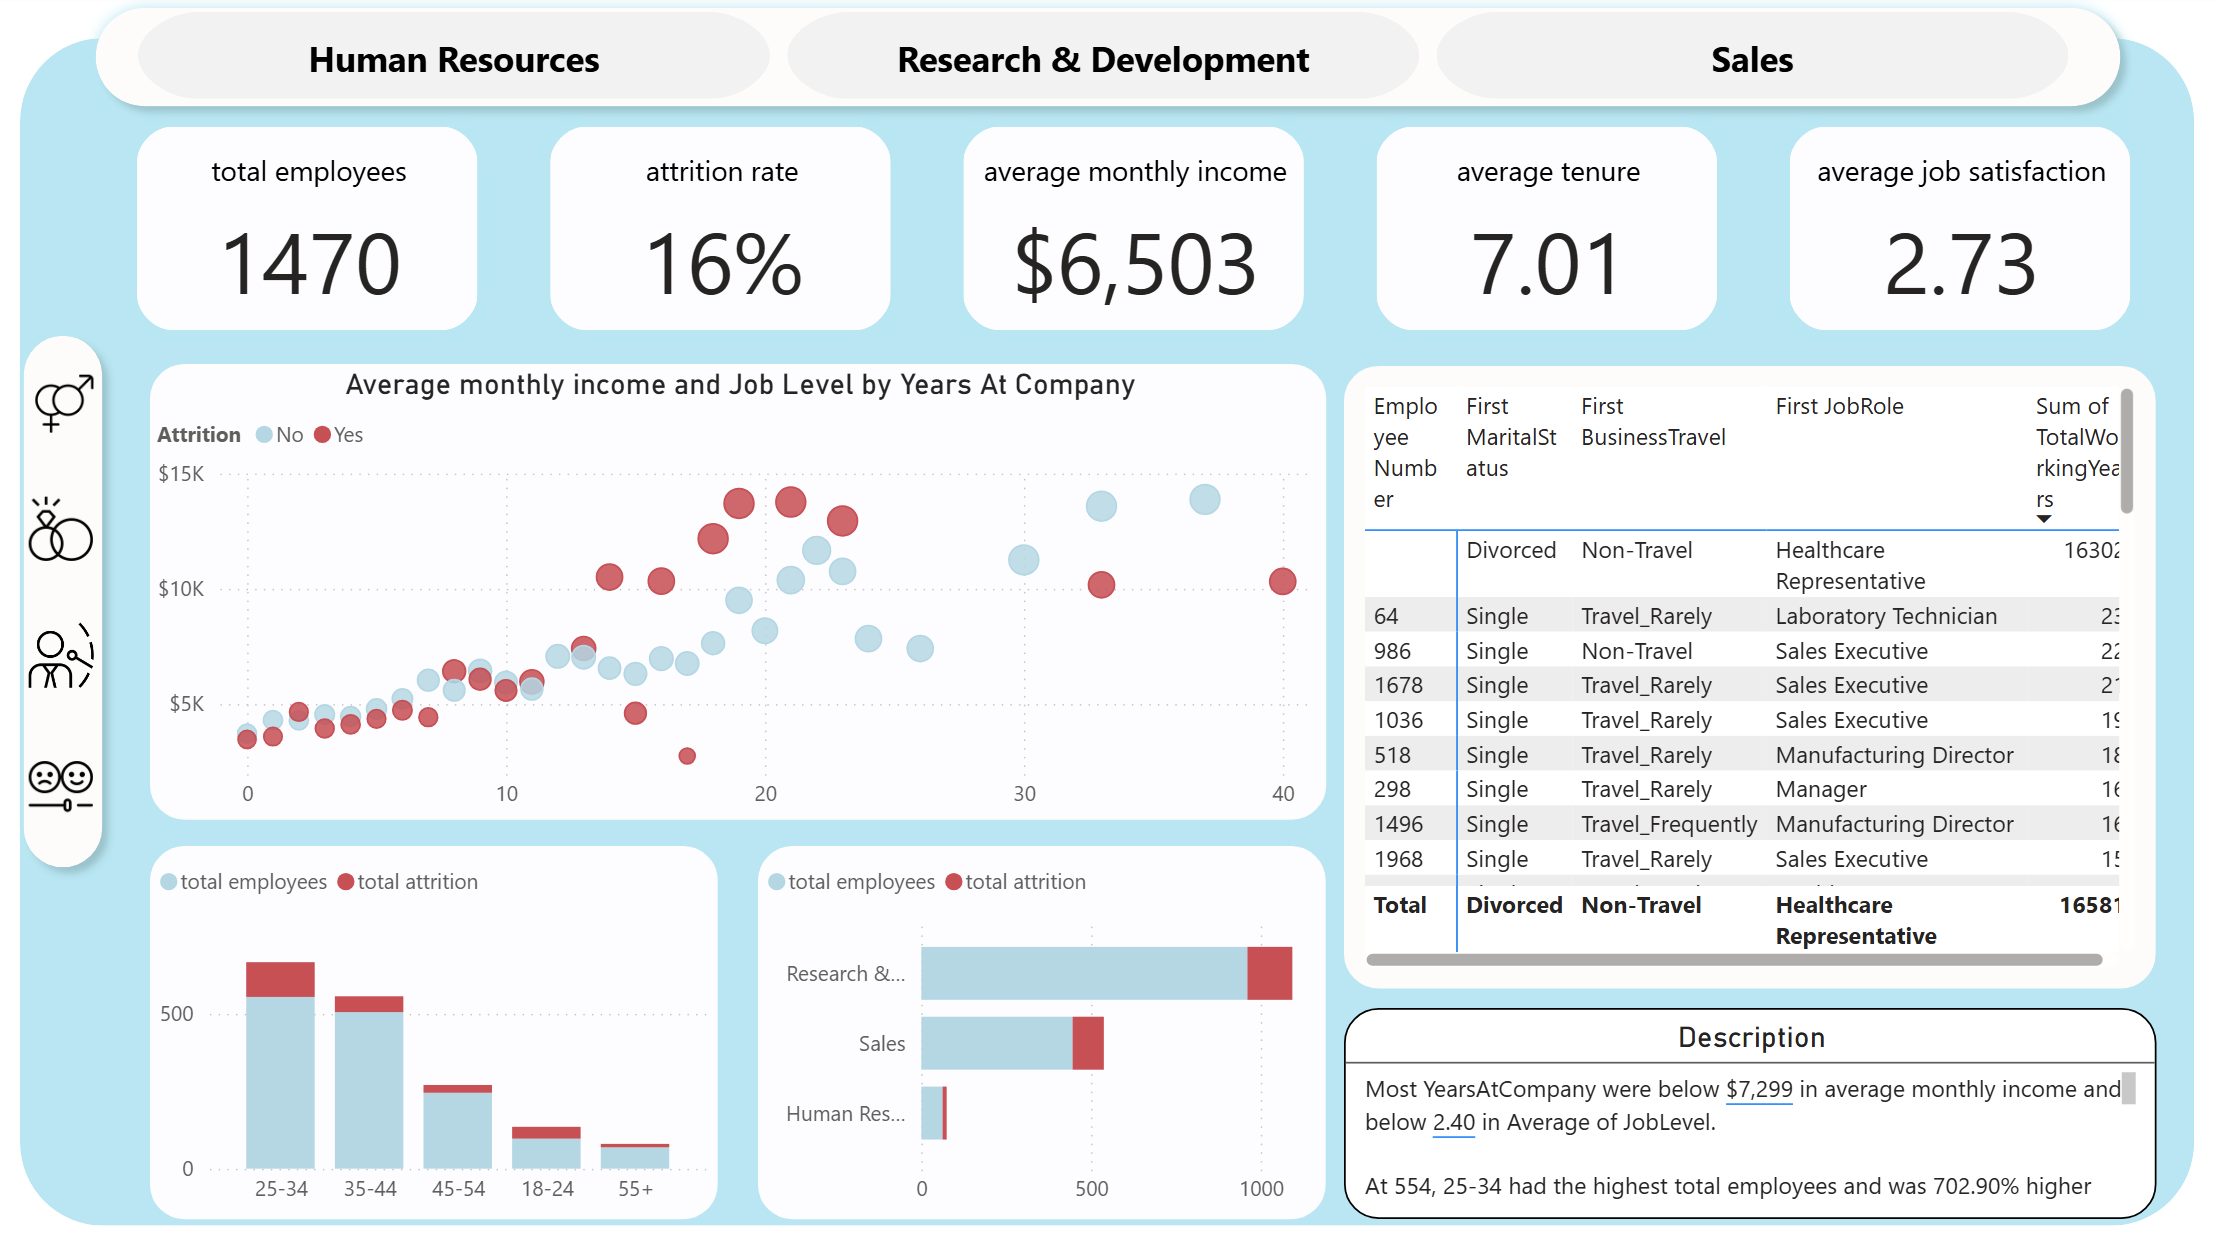 Human Resources
Research & Development
Sales
total employees
1470
attrition rate
16%
average monthly income
$6,503
average tenure
7.01
average job satisfaction
2.73
Average monthly income and Job Level by Years At Company
Attrition No Yes
$15K
$10K
$5K
0 10 20 30 40
total employees total attrition
500
0
25-34 35-44 45-54 18-24 55+
total employees total attrition
Research &...
Sales
Human Res...
0 500 1000
Emplo First First First JobRole Sum of
yee MaritalSt BusinessTravel TotalWo
Numb atus rkingYea
er rs
Divorced Non-Travel Healthcare 16302
Representative
64 Single Travel_Rarely Laboratory Technician 23
986 Single Non-Travel Sales Executive 22
1678 Single Travel_Rarely Sales Executive 21
1036 Single Travel_Rarely Sales Executive 19
518 Single Travel_Rarely Manufacturing Director 18
298 Single Travel_Rarely Manager 16
1496 Single Travel_Frequently Manufacturing Director 16
1968 Single Travel_Rarely Sales Executive 15
Total Divorced Non-Travel Healthcare 16581
Representative
Description
Most YearsAtCompany were below $7,299 in average monthly income and
below 2.40 in Average of JobLevel.
At 554, 25-34 had the highest total employees and was 702.90% higher